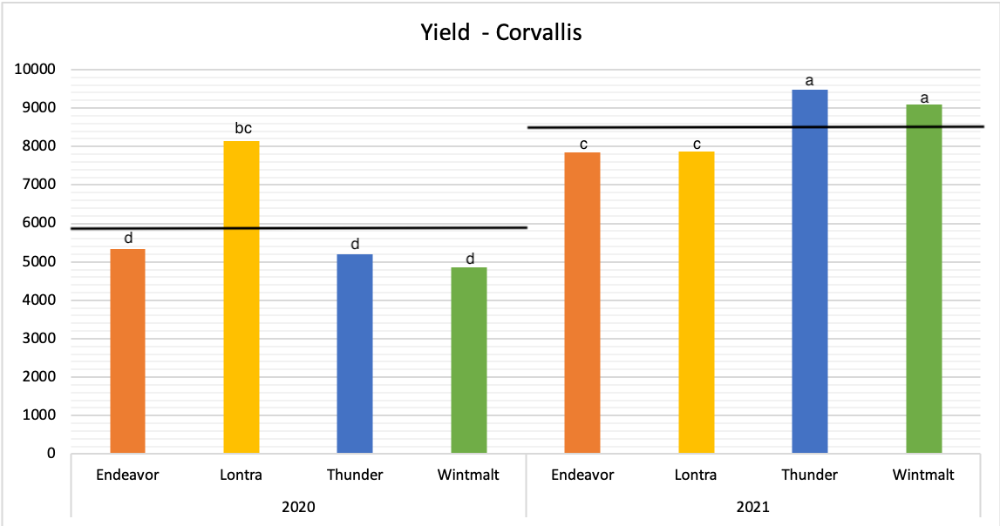 Yield - Corvallis
10000
9000
8000
7000
6000
5000
4000
3000
2000
1000
0
d
bc
d
d
c
c
a
a
Endeavor Lontra Thunder Wintmalt Endeavor Lontra Thunder Wintmalt
2020 2021